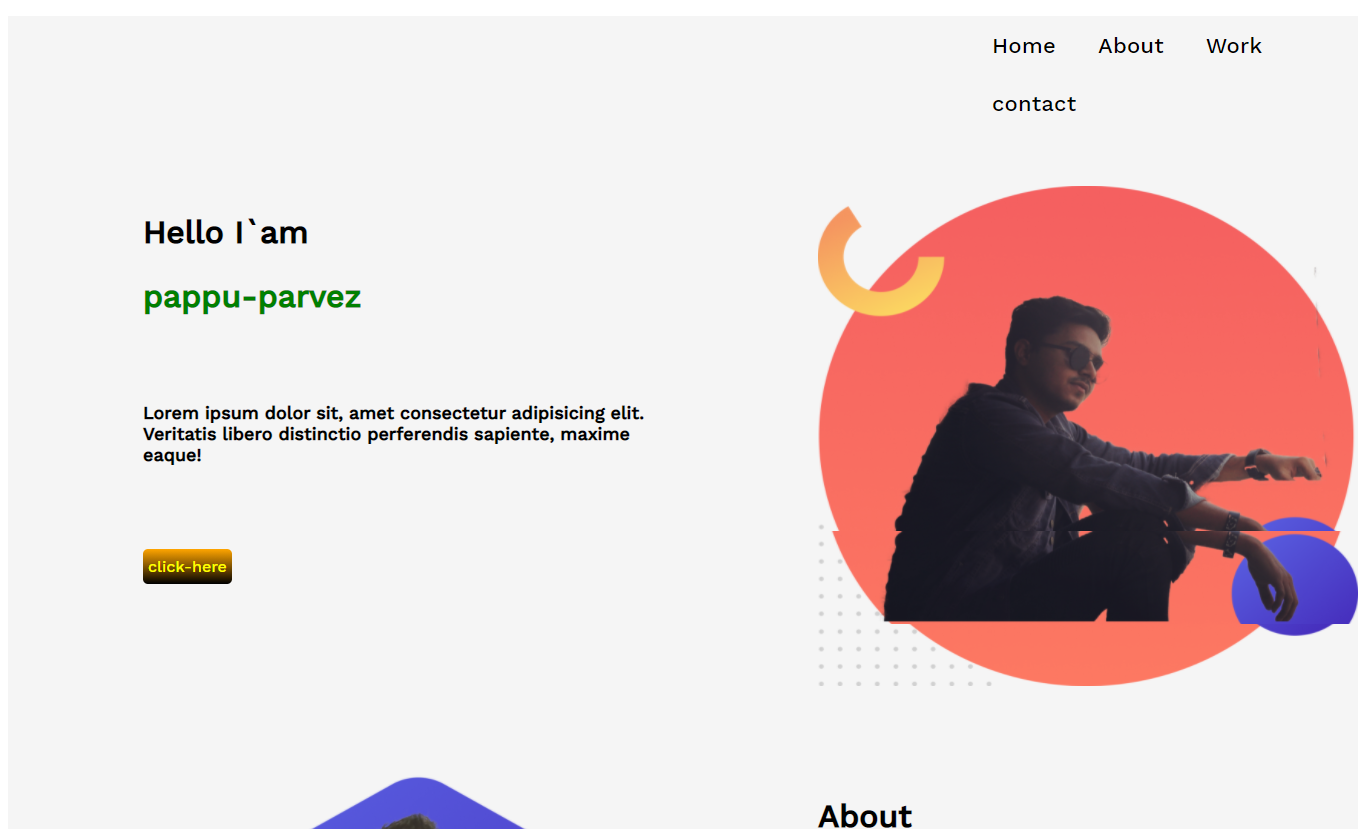 Home About Work
contact
Hello I`am
pappu-parvez
Lorem ipsum dolor sit, amet consectetur adipisicing elit.
Veritatis libero distinctio perferendis sapiente, maxime
eaque!
click-here
About